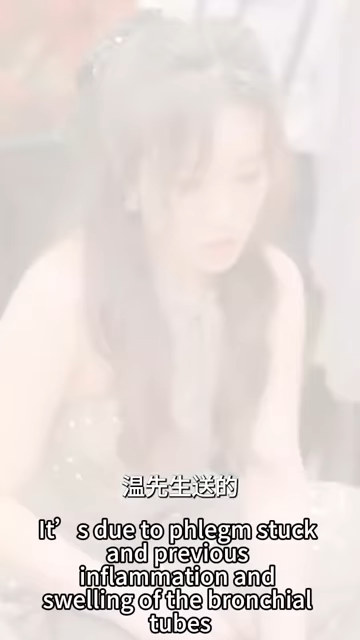 温先生送的
It’s due to phlegm stuck
and previous
inflammation and
swelling of the bronchial
tubes